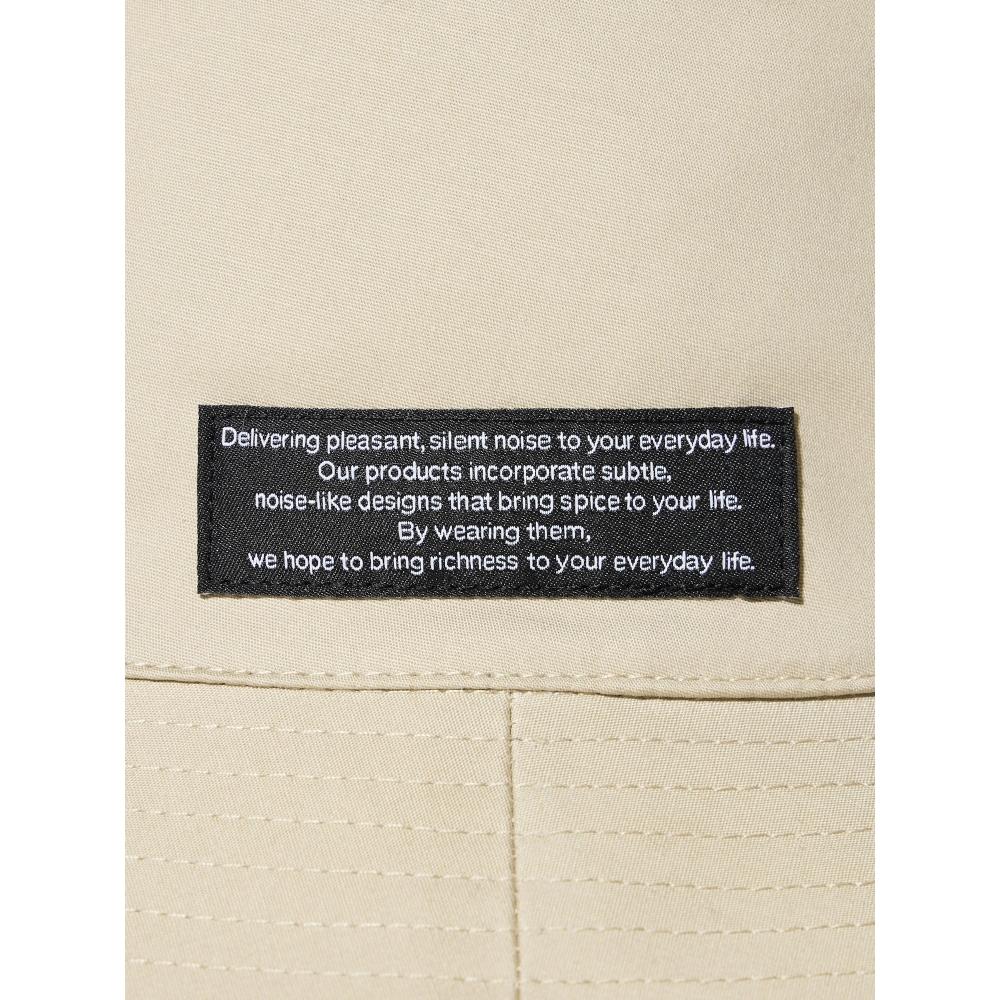 Delivering pleasant, silent noise to your everyday life.
Our products incorporate subtle,
noise-like designs that bring spice to your life.
By wearing them,
we hope to bring richness to your everyday life.